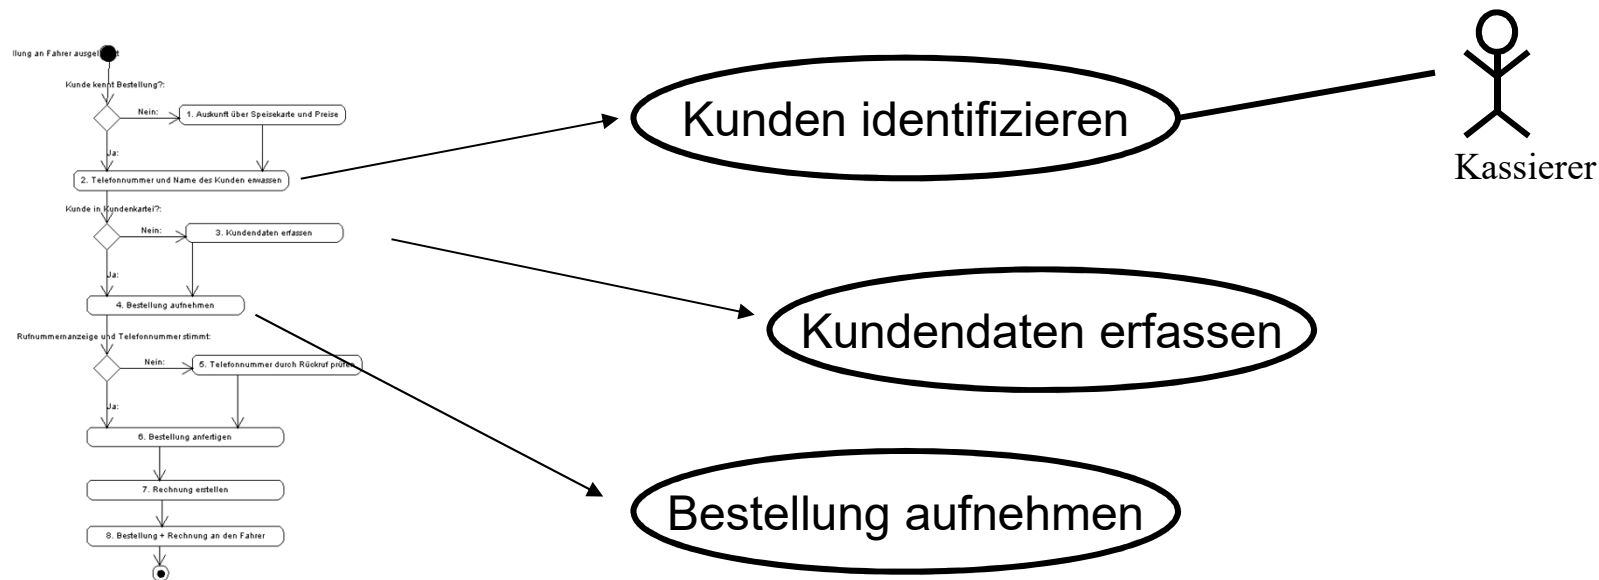 llung an Fahrer ausgel
Kunde kennt Bestellung?:
Nein:
1. Auskunft über Speisekarte und Preise
Ja:
2. Telefonnummer und Name des Kunden erwassen
Kunde in Kundenkartei?:
Nein:
3. Kundendaten erfassen
Ja:
4. Bestellung aufnehmen
Rufnummernanzeige und Telefonnummer stimmt:
Nein:
5. Telefonnummer durch Rückruf prüfen
Ja:
6. Bestellung anfertigen
7. Rechnung erstellen
8. Bestellung + Rechnung an den Fahrer
Kunden identifizieren
Kassierer
Kundendaten erfassen
Bestellung aufnehmen